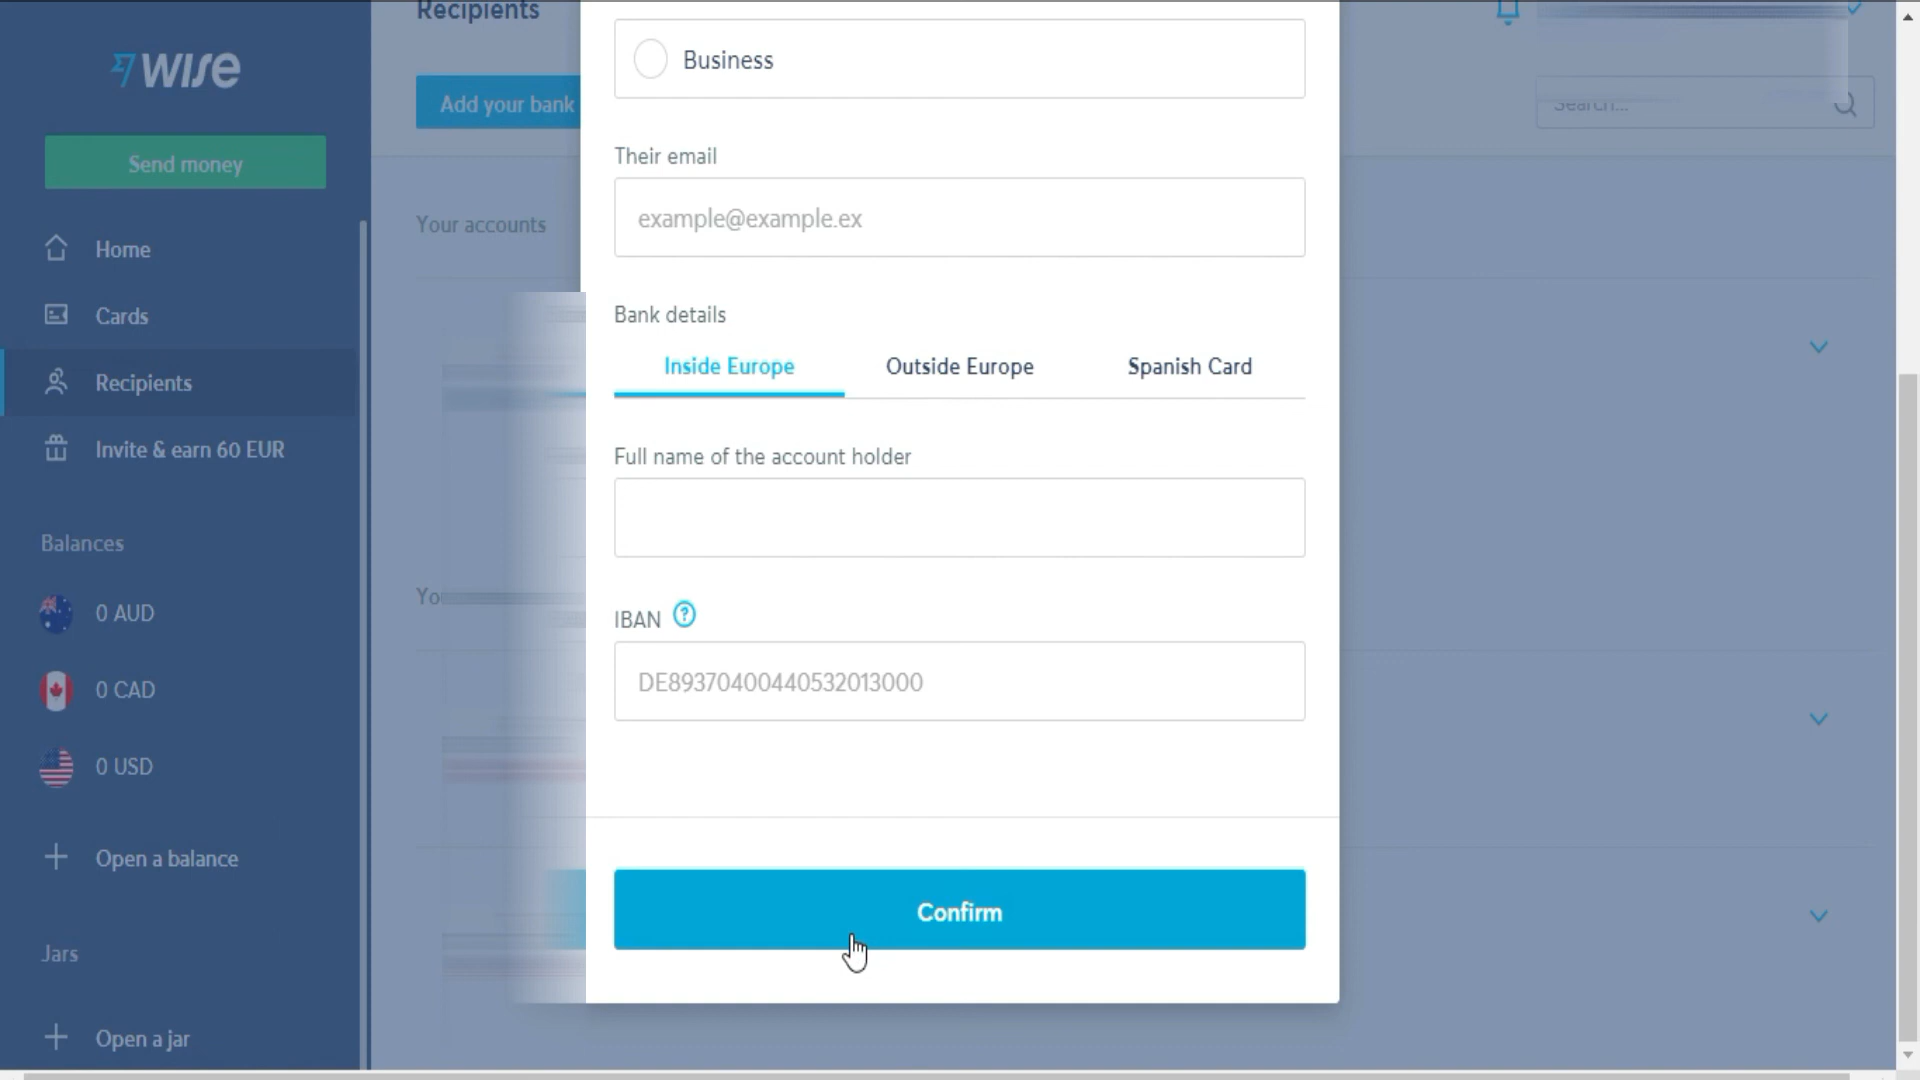 Recipients
WISE
Business
Add your bank
Search...
Send money
Their email
example@example.ex
Your accounts
Home
Cards
Bank details
Inside Europe
Outside Europe
Spanish Card
Recipients
Invite & earn 60 EUR
Full name of the account holder
Balances
Yo
IBAN ?
0 AUD
DE89370400440532013000
0 CAD
0 USD
Open a balance
Confirm
Jars
Open a jar